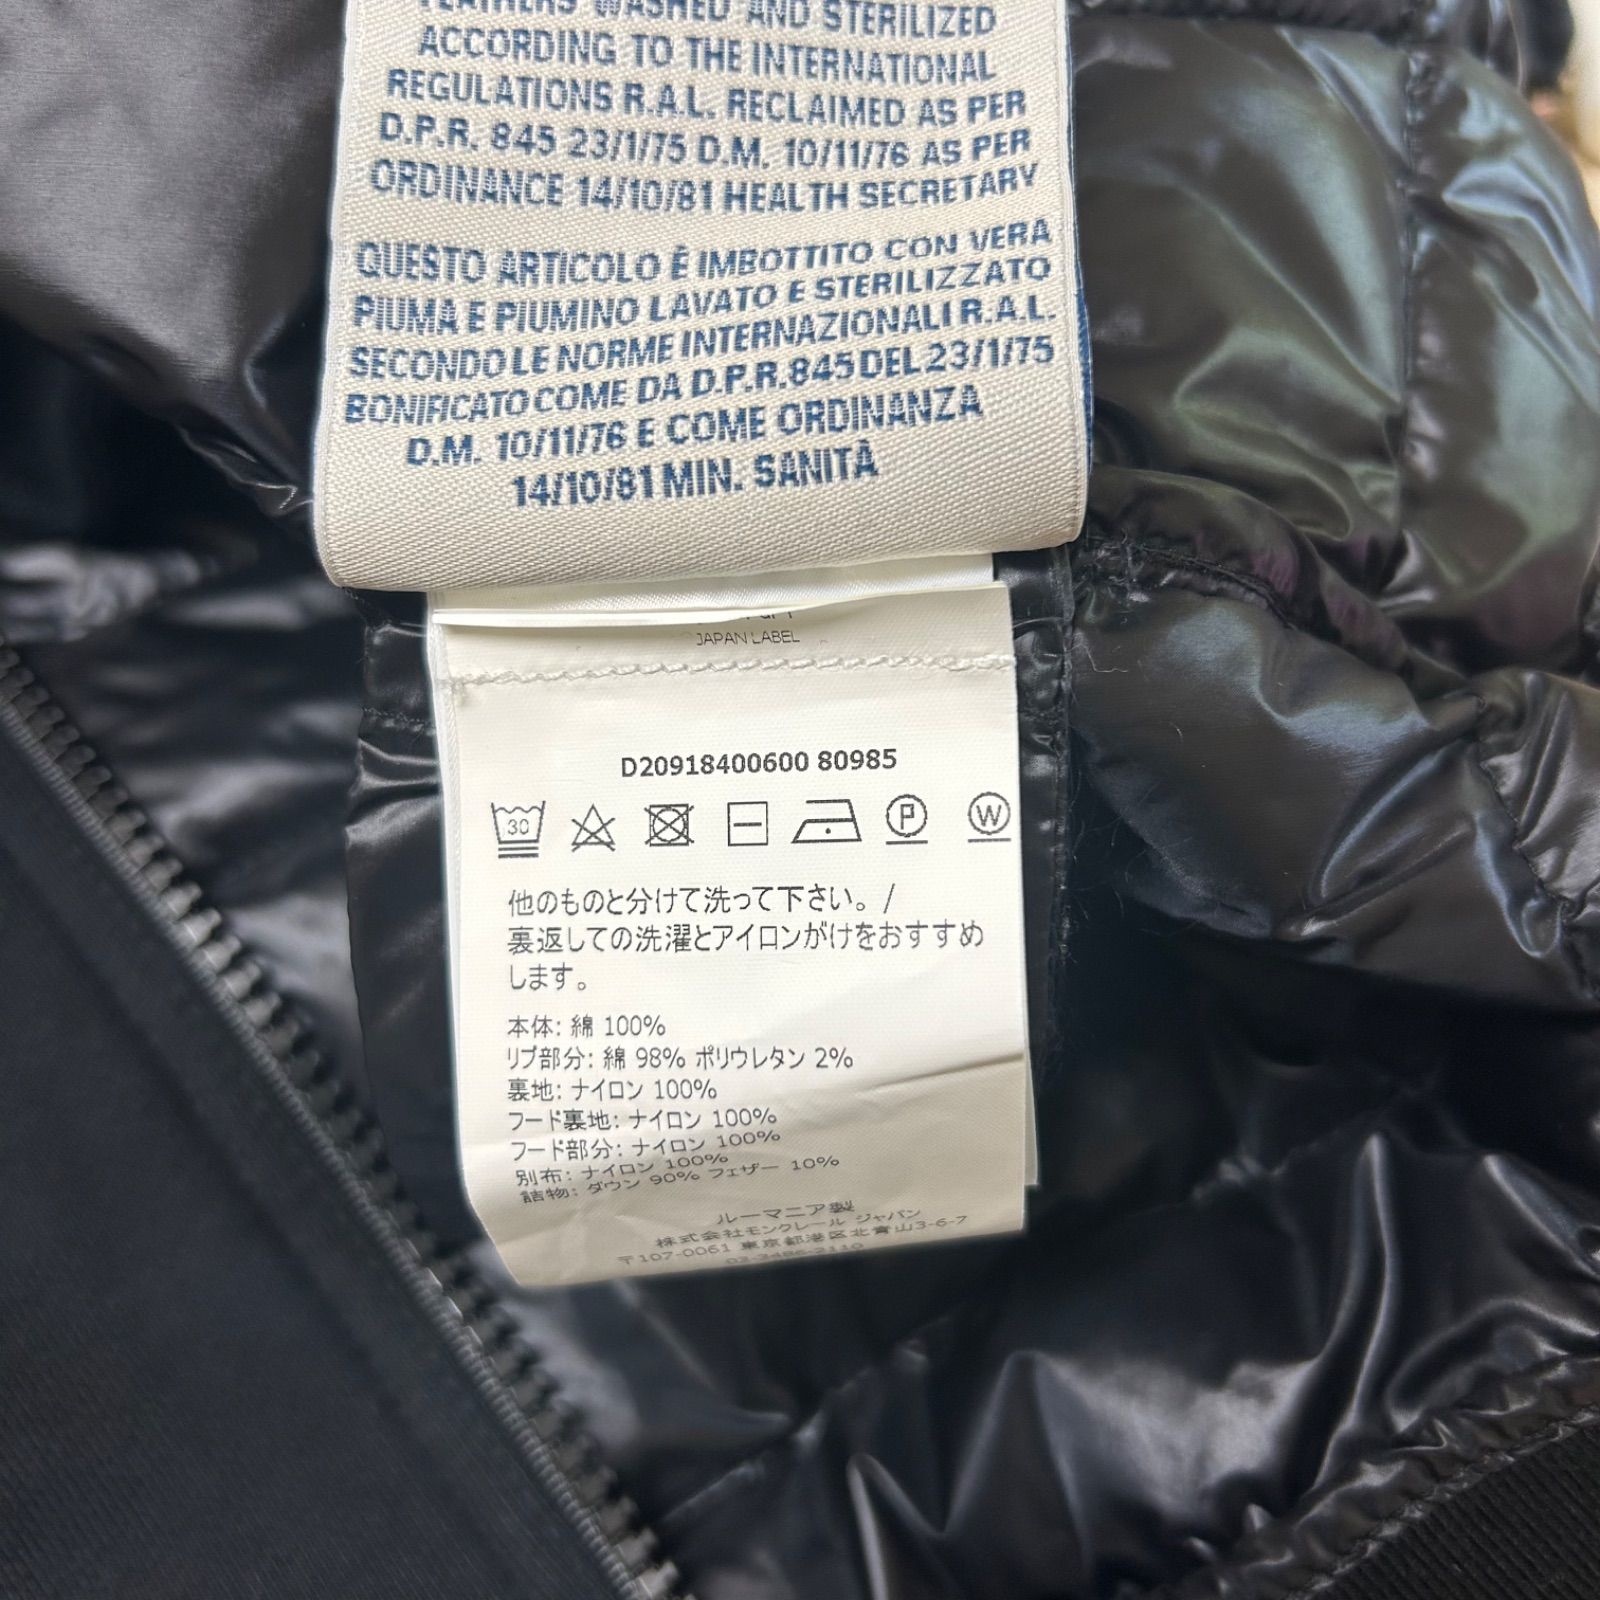 FEATHERS WASHED AND STERILIZED
ACCORDING TO THE INTERNATIONAL
REGULATIONS R.A.L. RECLAIMED AS PER
D.P.R. 845 23/1/75 D.M. 10/11/76 AS PER
ORDINANCE 14/10/81 HEALTH SECRETARY
QUESTO ARTICOLO È IMBOTTITO CON VERA
PIUMA E PIUMINO LAVATO E STERILIZZATO
SECONDO LE NORME INTERNAZIONALI R.A.L.
BONIFICATO COME DA D.P.R. 845 DEL 23/1/75
D.M. 10/11/76 E COME ORDINANZA
14/10/81 MIN. SANITÀ
JAPAN LABEL
D20918400600 80985
30 P W
他のものと分けて洗って下さい。/
裏返しての洗濯とアイロンがけをおすすめ
します。
本体: 綿 100%
リブ部分: 綿 98% ポリウレタン 2%
裏地: ナイロン 100%
フード裏地: ナイロン 100%
フード部分: ナイロン 100%
別布: ナイロン 100%
詰物: ダウン 90% フェザー 10%
ルーマニア製
株式会社モンクレール ジャパン
〒107-0061 東京都港区北青山3-6-7
03-3486-2110